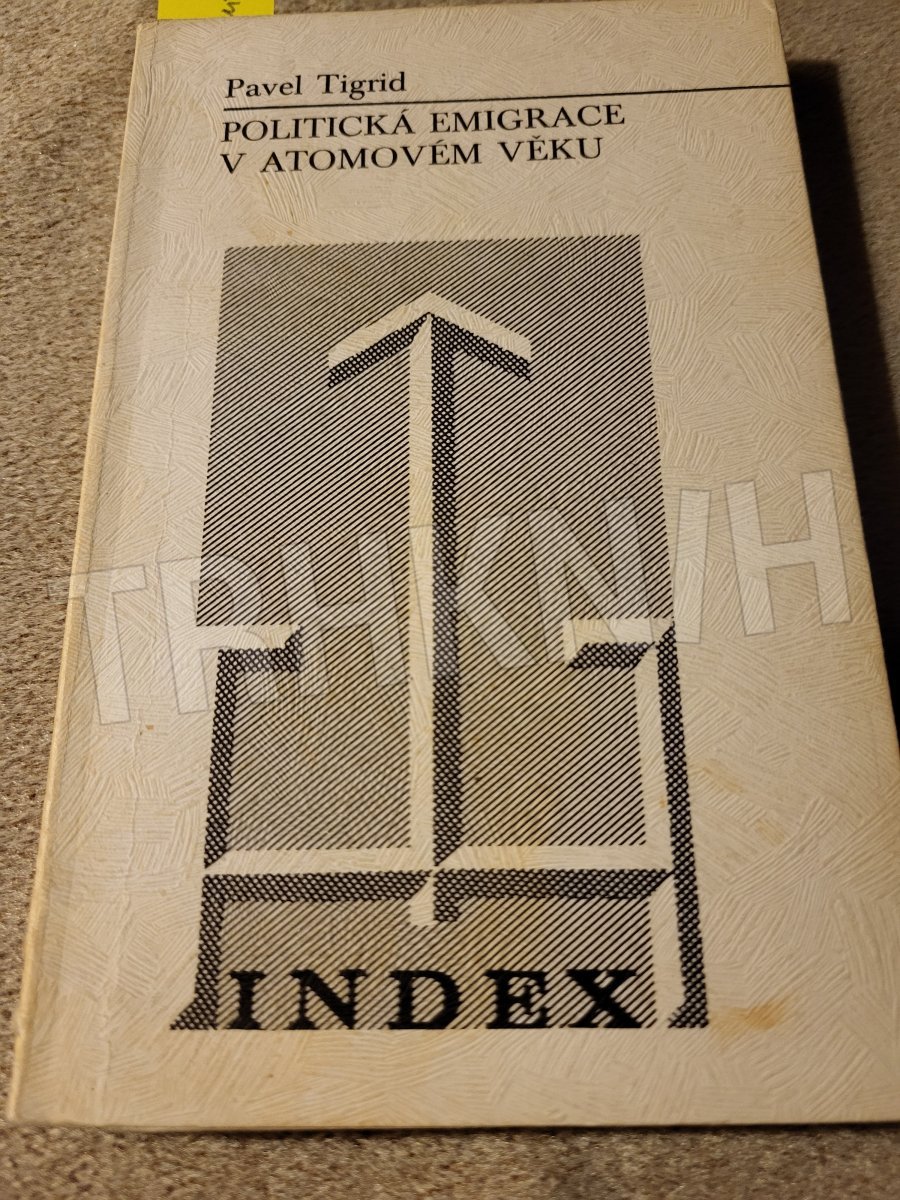 Pavel Tigrid
POLITICKÁ EMIGRACE
V ATOMOVÉM VĚKU
TRHKNIH
INDEX